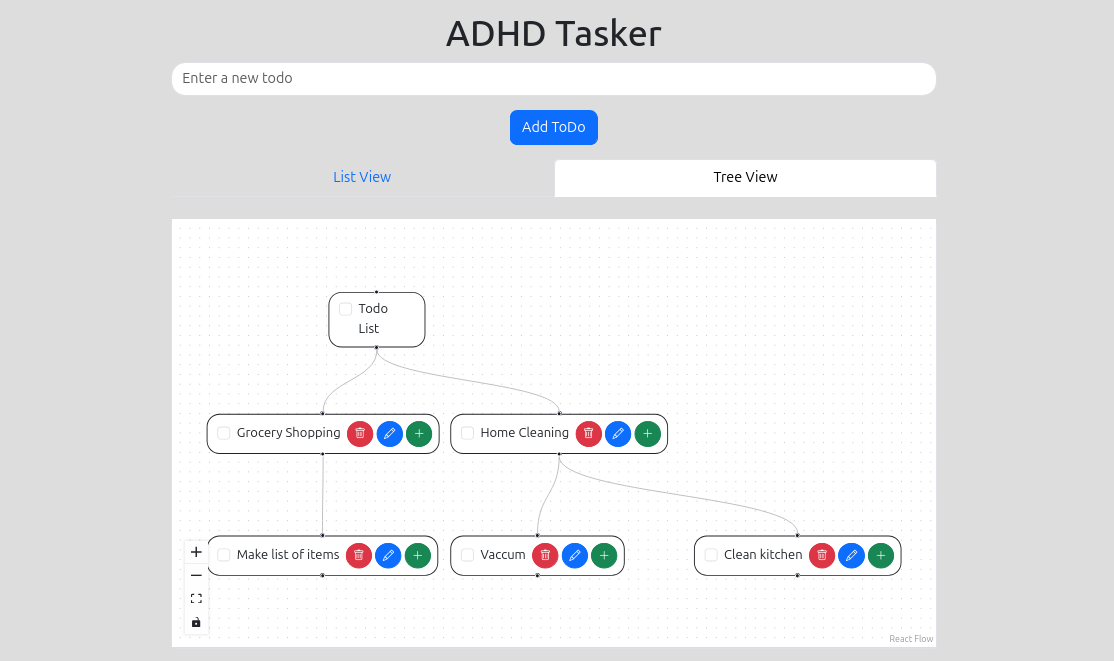 ADHD Tasker
Enter a new todo
Add ToDo
List View
Tree View
Todo
List
Grocery Shopping
Home Cleaning
Make list of items
Vaccum
Clean kitchen
React Flow